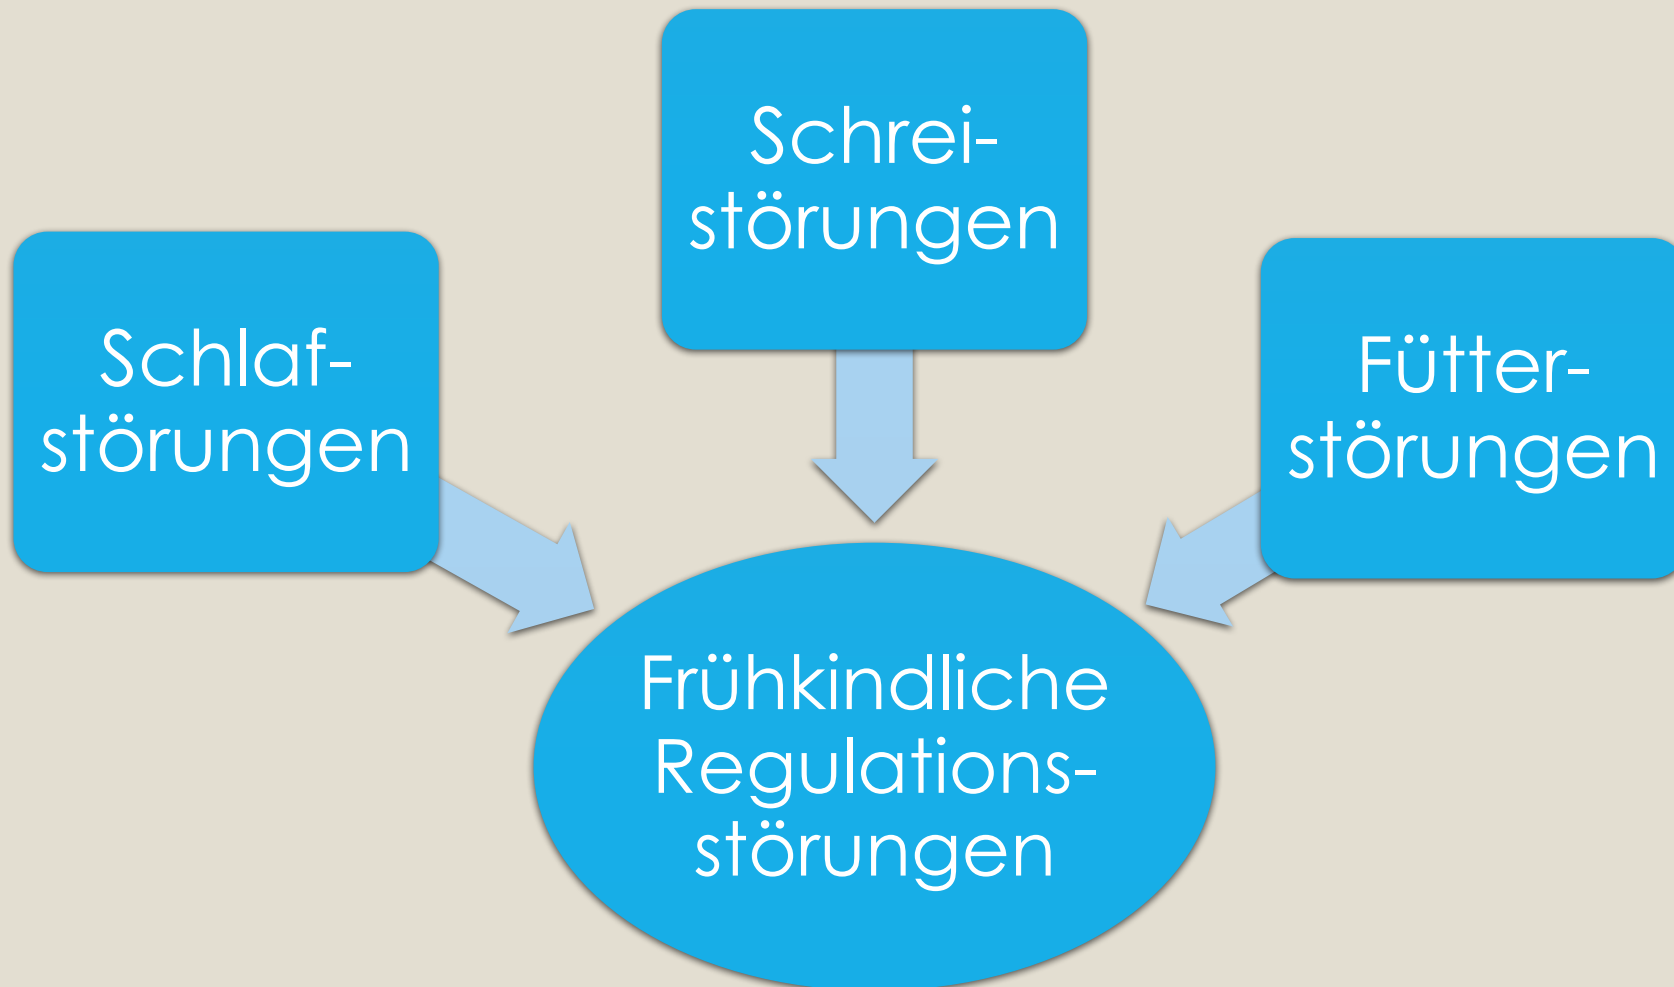 Schrei-
störungen
Schlaf-
störungen
Fütter-
störungen
Frühkindliche
Regulations-
störungen